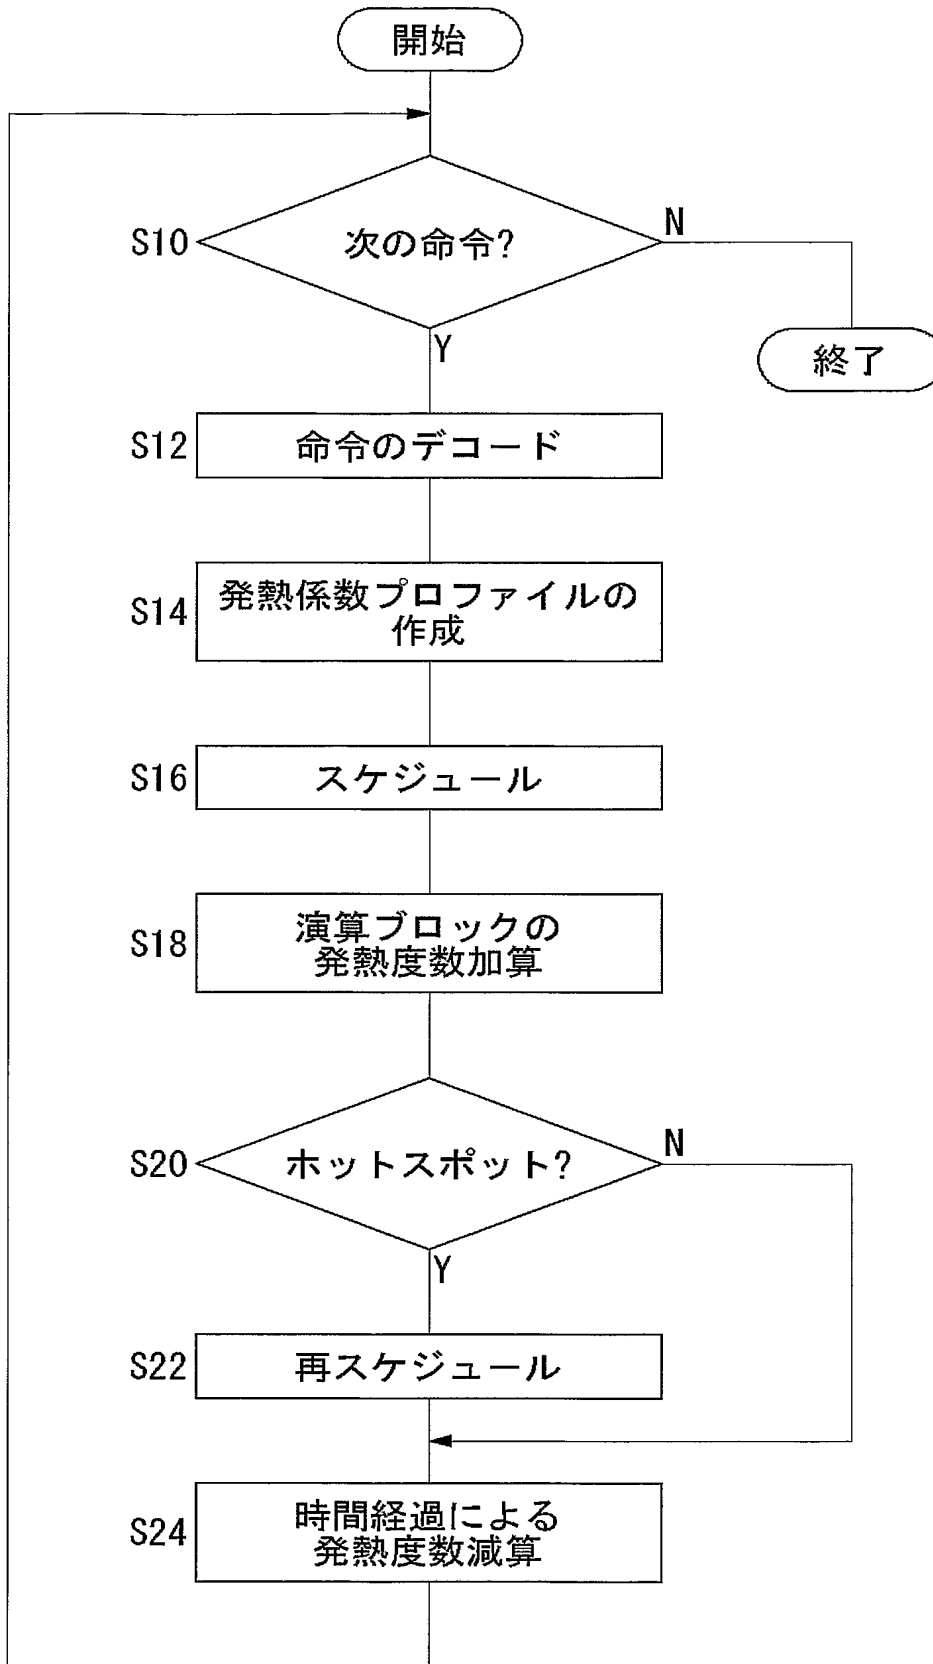 開始
S10
次の命令?
N
Y
終了
S12
命令のデコード
S14
発熱係数プロファイルの
作成
S16
スケジュール
S18
演算ブロックの
発熱度数加算
S20
ホットスポット?
N
Y
S22
再スケジュール
S24
時間経過による
発熱度数減算